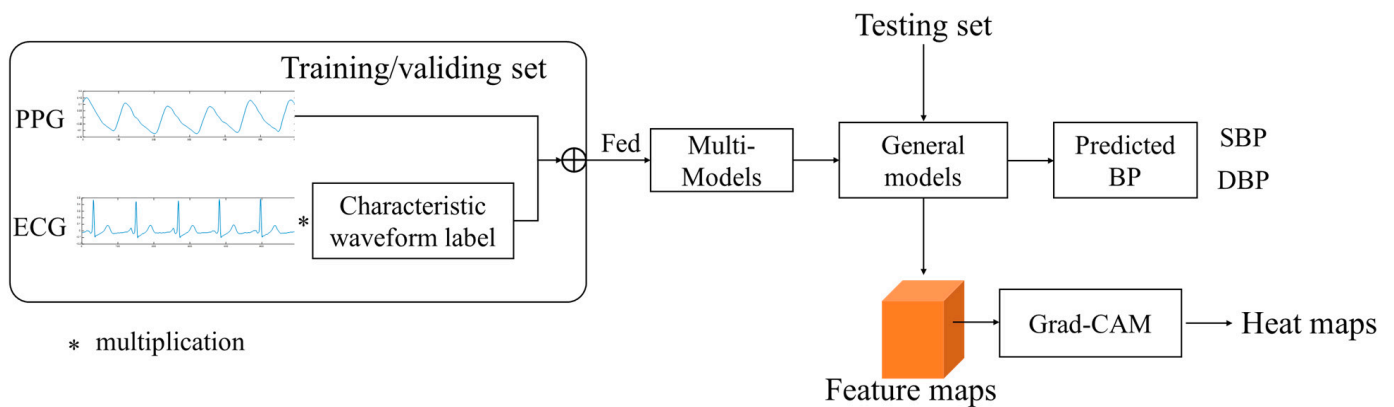 Testing set
Training/validing set
PPG
Fed
Multi-
Models
General
models
Predicted
BP
SBP
DBP
ECG
*
Characteristic
waveform label
* multiplication
Grad-CAM
Heat maps
Feature maps